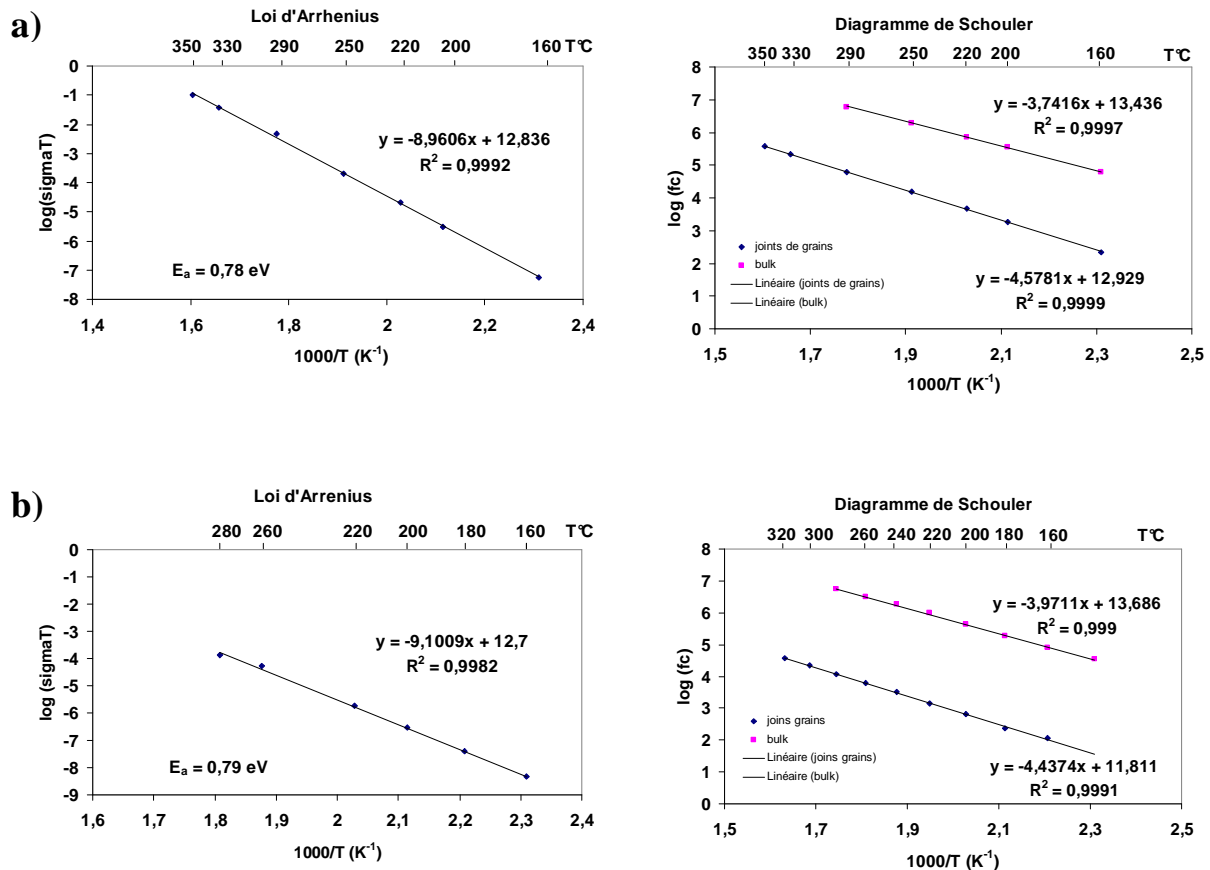 a)
Loi d'Arrhenius
350 330 290 250 220 200 160 T°C
0
-1
-2
-3
-4
-5
-6
-7
-8
log(sigmaT)
y = -8,9606x + 12,836
R² = 0,9992
Eₐ = 0,78 eV
1,4 1,6 1,8 2 2,2 2,4
1000/T (K⁻¹)
Diagramme de Schouler
350 330 290 250 220 200 160 T°C
8
7
6
5
4
3
2
1
0
log (fc)
y = -3,7416x + 13,436
R² = 0,9997
joints de grains
bulk
Linéaire (joints de grains)
Linéaire (bulk)
y = -4,5781x + 12,929
R² = 0,9999
1,5 1,7 1,9 2,1 2,3 2,5
1000/T (K⁻¹)
b)
Loi d'Arrenius
280 260 220 200 180 160 T°C
0
-1
-2
-3
-4
-5
-6
-7
-8
-9
log (sigmaT)
y = -9,1009x + 12,7
R² = 0,9982
Eₐ = 0,79 eV
1,6 1,7 1,8 1,9 2 2,1 2,2 2,3 2,4
1000/T (K⁻¹)
Diagramme de Schouler
320 300 260 240 220 200 180 160 T°C
8
7
6
5
4
3
2
1
0
log (fc)
y = -3,9711x + 13,686
R² = 0,999
joins grains
bulk
Linéaire (joins grains)
Linéaire (bulk)
y = -4,4374x + 11,811
R² = 0,9991
1,5 1,7 1,9 2,1 2,3 2,5
1000/T (K⁻¹)